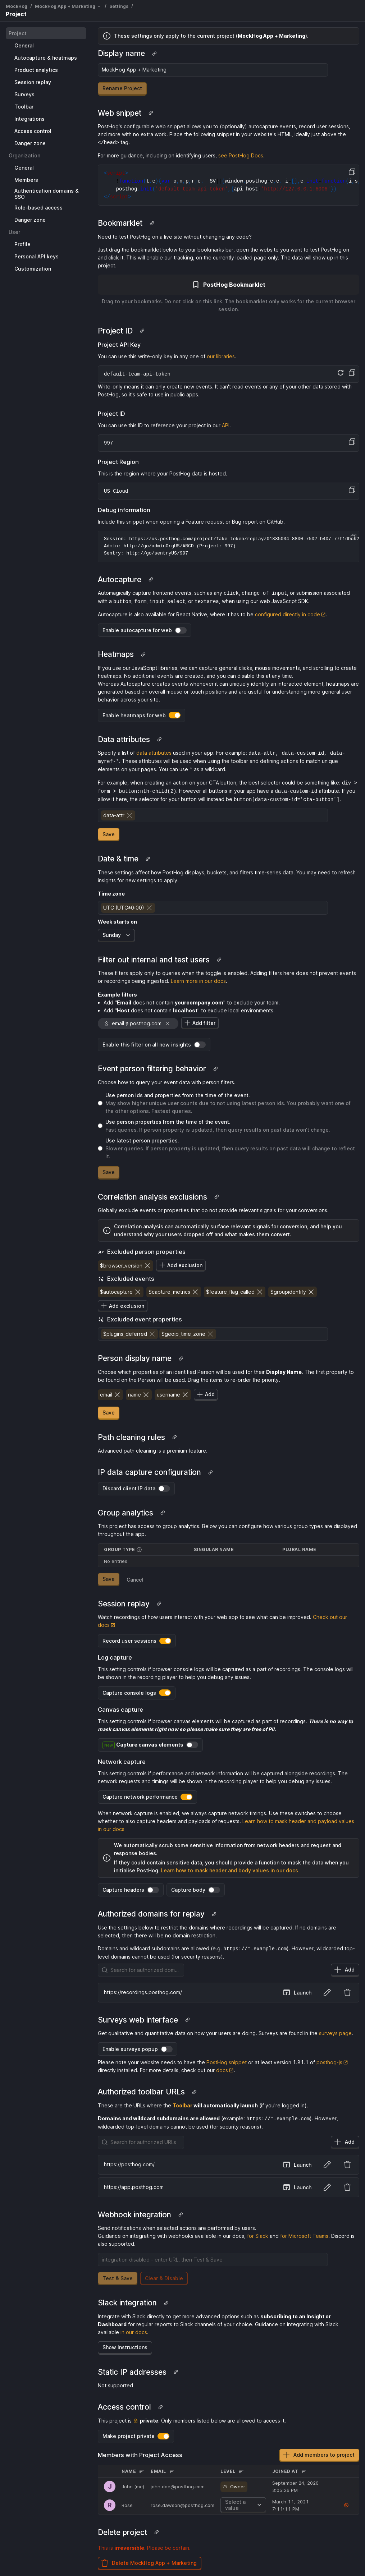 MockHog / MockHog App + Marketing / Settings /
Project
Project
General
Autocapture & heatmaps
Product analytics
Session replay
Surveys
Toolbar
Integrations
Access control
Danger zone
Organization
General
Members
Authentication domains &
SSO
Role-based access
Danger zone
User
Profile
Personal API keys
Customization
These settings only apply to the current project (MockHog App + Marketing).
Display name
MockHog App + Marketing
Rename Project
Web snippet
PostHog's configurable web snippet allows you to (optionally) autocapture events, record user sessions,
and more with no extra work. Place the following snippet in your website's HTML, ideally just above the
</head> tag.
For more guidance, including on identifying users, see PostHog Docs.
Bookmarklet
Need to test PostHog on a live site without changing any code?
Just drag the bookmarklet below to your bookmarks bar, open the website you want to test PostHog on
and click it. This will enable our tracking, on the currently loaded page only. The data will show up in this
project.
PostHog Bookmarklet
Drag to your bookmarks. Do not click on this link. The bookmarklet only works for the current browser
session.
Project ID
Project API Key
You can use this write-only key in any one of our libraries.
default-team-api-token
Write-only means it can only create new events. It can't read events or any of your other data stored with
PostHog, so it's safe to use in public apps.
Project ID
You can use this ID to reference your project in our API.
997
Project Region
This is the region where your PostHog data is hosted.
US Cloud
Debug information
Include this snippet when opening a Feature request or Bug report on GitHub.
Admin: http://go/adminOrgUS/ABCD (Project: 997)
Sentry: http://go/sentryUS/997
Autocapture
Automagically capture frontend events, such as any click, change of input, or submission associated
with a button, form, input, select, or textarea, when using our web JavaScript SDK.
Autocapture is also available for React Native, where it has to be configured directly in code.
Enable autocapture for web
Heatmaps
If you use our JavaScript libraries, we can capture general clicks, mouse movements, and scrolling to create
heatmaps. No additional events are created, and you can disable this at any time.
Whereas Autocapture creates events whenever it can uniquely identify an interacted element, heatmaps are
generated based on overall mouse or touch positions and are useful for understanding more general user
behavior across your site.
Enable heatmaps for web
Data attributes
Specify a list of data attributes used in your app. For example: data-attr, data-custom-id, data-
myref-*. These attributes will be used when using the toolbar and defining actions to match unique
elements on your pages. You can use * as a wildcard.
For example, when creating an action on your CTA button, the best selector could be something like: div >
form > button:nth-child(2). However all buttons in your app have a data-custom-id attribute. If you
allow it here, the selector for your button will instead be button[data-custom-id='cta-button'].
data-attr
Save
Date & time
These settings affect how PostHog displays, buckets, and filters time-series data. You may need to refresh
insights for new settings to apply.
Time zone
UTC (UTC±0:00)
Week starts on
Sunday
Filter out internal and test users
These filters apply only to queries when the toggle is enabled. Adding filters here does not prevent events
or recordings being ingested. Learn more in our docs.
Example filters
Add "Email does not contain yourcompany.com" to exclude your team.
Add "Host does not contain localhost" to exclude local environments.
email ∌ posthog.com
Add filter
Enable this filter on all new insights
Event person filtering behavior
Choose how to query your event data with person filters.
Use person ids and properties from the time of the event.
May show higher unique user counts due to not using latest person ids. You probably want one of
the other options. Fastest queries.
Use person properties from the time of the event.
Fast queries. If person property is updated, then query results on past data won't change.
Use latest person properties.
Slower queries. If person property is updated, then query results on past data will change to reflect
it.
Save
Correlation analysis exclusions
Globally exclude events or properties that do not provide relevant signals for your conversions.
Correlation analysis can automatically surface relevant signals for conversion, and help you
understand why your users dropped off and what makes them convert.
Excluded person properties
$browser_version
Add exclusion
Excluded events
$autocapture
$capture_metrics
$feature_flag_called
$groupidentify
Add exclusion
Excluded event properties
$plugins_deferred
$geoip_time_zone
Person display name
Choose which properties of an identified Person will be used for their Display Name. The first property to
be found on the Person will be used. Drag the items to re-order the priority.
email
name
username
Add
Save
Path cleaning rules
Advanced path cleaning is a premium feature.
IP data capture configuration
Discard client IP data
Group analytics
This project has access to group analytics. Below you can configure how various group types are displayed
throughout the app.
GROUP TYPE SINGULAR NAME PLURAL NAME
No entries
Save
Cancel
Session replay
Watch recordings of how users interact with your web app to see what can be improved. Check out our
docs
Record user sessions
Log capture
This setting controls if browser console logs will be captured as a part of recordings. The console logs will
be shown in the recording player to help you debug any issues.
Capture console logs
Canvas capture
This setting controls if browser canvas elements will be captured as part of recordings. There is no way to
mask canvas elements right now so please make sure they are free of PII.
Capture canvas elements
Network capture
This setting controls if performance and network information will be captured alongside recordings. The
network requests and timings will be shown in the recording player to help you debug any issues.
Capture network performance
When network capture is enabled, we always capture network timings. Use these switches to choose
whether to also capture headers and payloads of requests. Learn how to mask header and payload values
in our docs
We automatically scrub some sensitive information from network headers and request and
response bodies.
If they could contain sensitive data, you should provide a function to mask the data when you
initialise PostHog. Learn how to mask header and body values in our docs
Capture headers
Capture body
Authorized domains for replay
Use the settings below to restrict the domains where recordings will be captured. If no domains are
selected, then there will be no domain restriction.
Domains and wildcard subdomains are allowed (e.g. https://*.example.com). However, wildcarded top-
level domains cannot be used (for security reasons).
Search for authorized dom...
Add
https://recordings.posthog.com/
Launch
Surveys web interface
Get qualitative and quantitative data on how your users are doing. Surveys are found in the surveys page.
Enable surveys popup
Please note your website needs to have the PostHog snippet or at least version 1.81.1 of posthog-js
directly installed. For more details, check out our docs.
Authorized toolbar URLs
These are the URLs where the Toolbar will automatically launch (if you're logged in).
Domains and wildcard subdomains are allowed (example: https://*.example.com). However,
wildcarded top-level domains cannot be used (for security reasons).
Search for authorized URLs
Add
https://posthog.com/
Launch
https://app.posthog.com
Launch
Webhook integration
Send notifications when selected actions are performed by users.
Guidance on integrating with webhooks available in our docs, for Slack and for Microsoft Teams. Discord is
also supported.
integration disabled - enter URL, then Test & Save
Test & Save
Clear & Disable
Slack integration
Integrate with Slack directly to get more advanced options such as subscribing to an Insight or
Dashboard for regular reports to Slack channels of your choice. Guidance on integrating with Slack
available in our docs.
Show Instructions
Static IP addresses
Not supported
Access control
This project is private. Only members listed below are allowed to access it.
Make project private
Members with Project Access
Add members to project
NAME EMAIL LEVEL JOINED AT
J John (me) john.doe@posthog.com Owner September 24, 2020
3:05:26 PM
R Rose rose.dawson@posthog.com Select a
value March 11, 2021
7:11:11 PM
Delete project
This is irreversible. Please be certain.
Delete MockHog App + Marketing